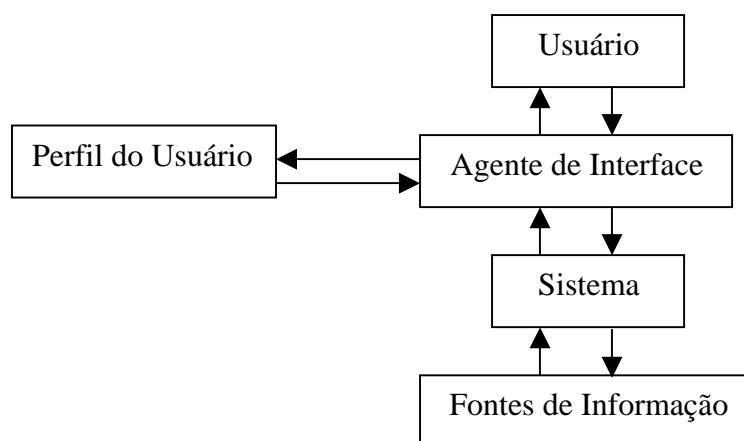 Usuário
Perfil do Usuário
Agente de Interface
Sistema
Fontes de Informação